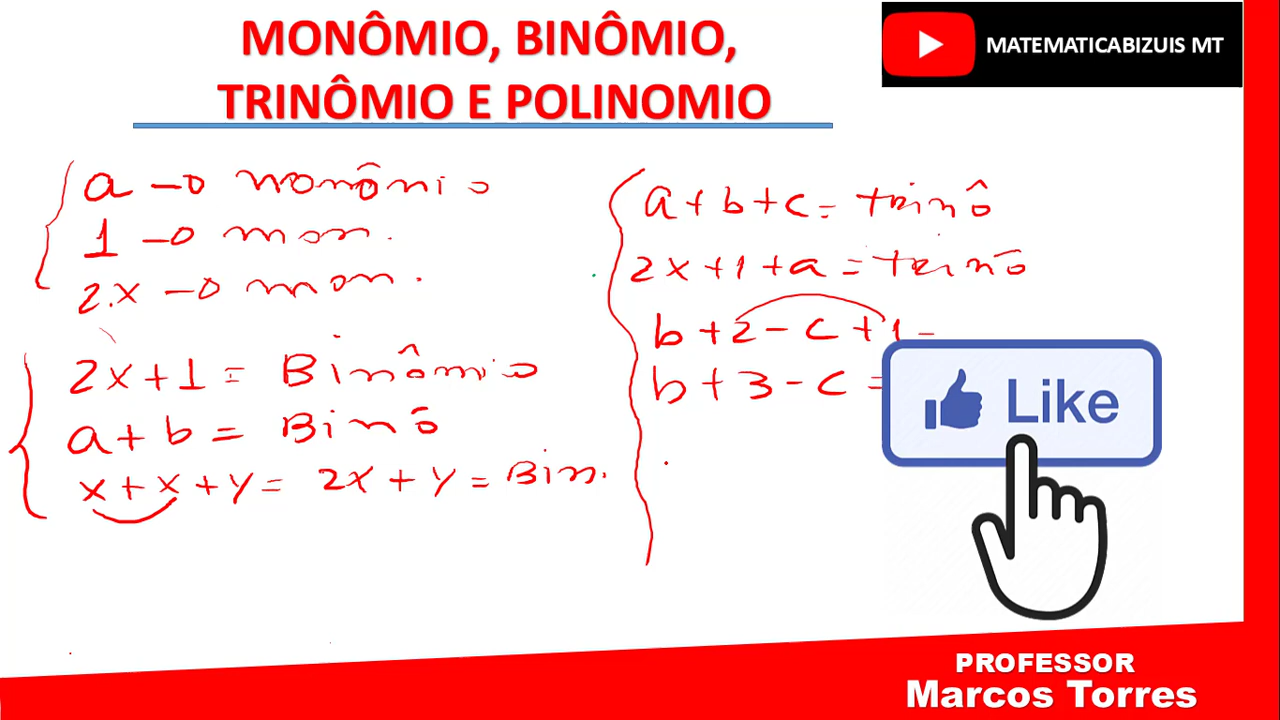 MONÔMIO, BINÔMIO,
TRINÔMIO E POLINOMIO
MATEMATICABIZUIS MT
a → monômio
1 → mon.
2.x → mon.
2x+1 = Binômio
a+b = Binô
x+x+y = 2x+y = Bin.
a+b+c = trinô
2x+1+a = trinô
b+2-c+1 =
b+3-c =
Like
PROFESSOR
Marcos Torres